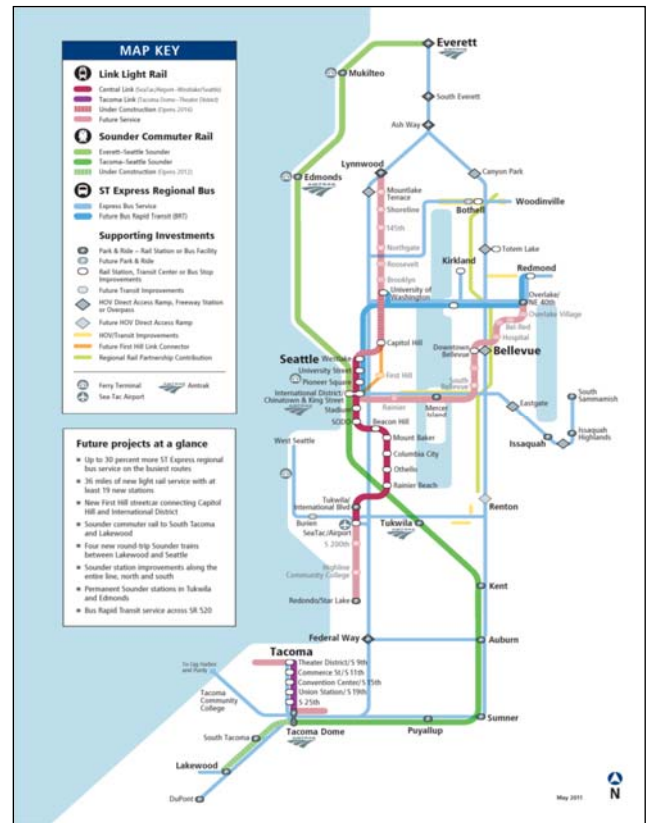 MAP KEY
Link Light Rail
Central Link (SeaTac/Airport–Westlake/Seattle)
Tacoma Link (Tacoma Dome–Theater District)
Under Construction (Opens 2016)
Future Service
Sounder Commuter Rail
Everett–Seattle Sounder
Tacoma–Seattle Sounder
Under Construction (Opens 2012)
ST Express Regional Bus
Express Bus Service
Future Bus Rapid Transit (BRT)
Supporting Investments
Park & Ride – Rail Station or Bus Facility
Future Park & Ride
Rail Station, Transit Center or Bus Stop
Improvements
Future Transit Improvements
HOV Direct Access Ramp, Freeway Station
or Overpass
Future HOV Direct Access Ramp
HOV/Transit Improvements
Future First Hill Link Connector
Regional Rail Partnership Contribution
Ferry Terminal
Amtrak
Sea-Tac Airport
Future projects at a glance
Up to 30 percent more ST Express regional
bus service on the busiest routes
36 miles of new light rail service with at
least 19 new stations
New First Hill streetcar connecting Capitol
Hill and International District
Sounder commuter rail to South Tacoma
and Lakewood
Four new round-trip Sounder trains
between Lakewood and Seattle
Sounder station improvements along the
entire line, north and south
Permanent Sounder stations in Tukwila
and Edmonds
Bus Rapid Transit service across SR 520
Everett
Mukilteo
South Everett
Ash Way
Lynnwood
Canyon Park
Edmonds
AMTRAK
Mountlake
Terrace
Shoreline
145th
Northgate
Roosevelt
Brooklyn
University of
Washington
Bothell
Woodinville
Totem Lake
Kirkland
Redmond
Overlake/
NE 40th
Overlake Village
Bel-Red
Hospital
Capitol Hill
Downtown
Bellevue
Bellevue
Seattle
Westlake
University Street
Pioneer Square
International District/
Chinatown & King Street
AMTRAK
Stadium
SODO
First Hill
South
Bellevue
Rainier
Mercer
Island
Eastgate
South
Sammamish
Issaquah
Highlands
Issaquah
Beacon Hill
Mount Baker
Columbia City
Othello
Rainier Beach
West Seattle
Tukwila/
International Blvd
Burien
SeaTac/Airport
S 200th
Tukwila
AMTRAK
Renton
Highline
Community College
Redondo/Star Lake
Kent
Federal Way
Auburn
Tacoma
Theater District/S 9th
Commerce St/S 11th
Convention Center/S 15th
Union Station/S 19th
S 25th
To Gig Harbor
and Purdy
Tacoma
Community
College
Tacoma Dome
AMTRAK
Puyallup
Sumner
South Tacoma
Lakewood
DuPont
May 2011
N